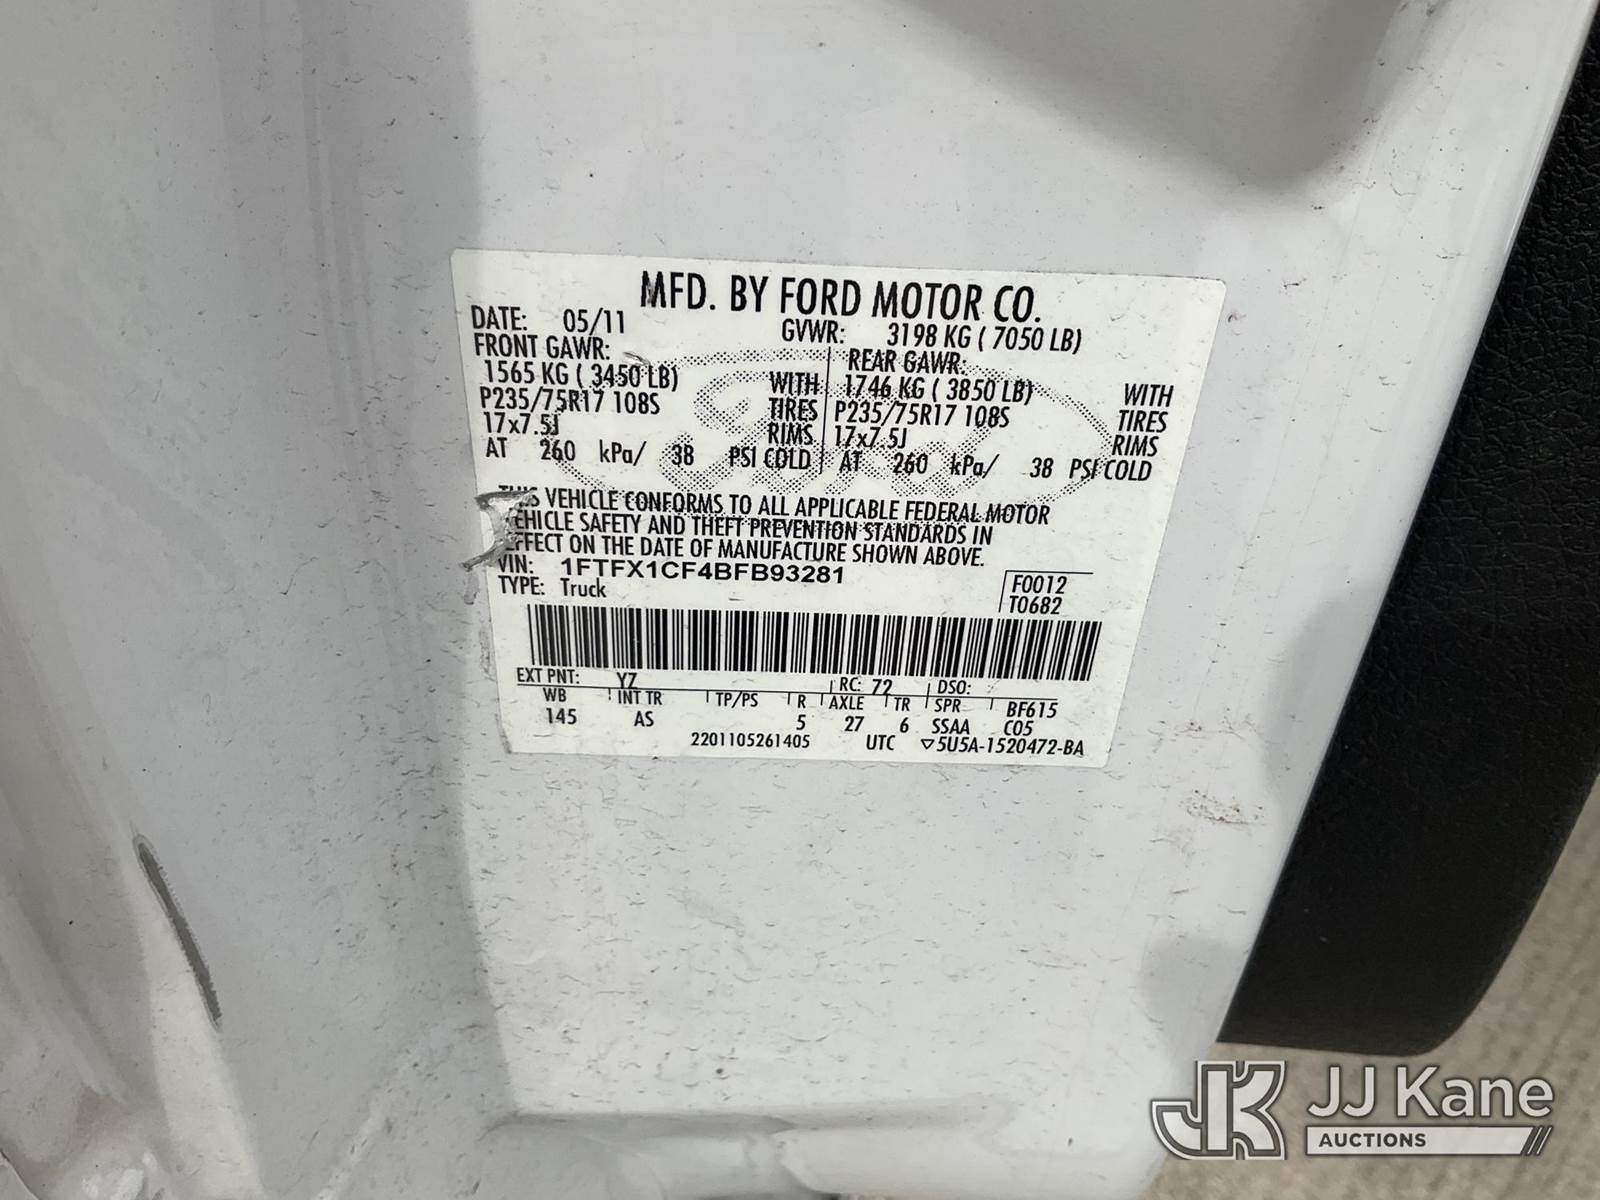 MFD. BY FORD MOTOR CO.
DATE: 05/11 GVWR: 3198 KG ( 7050 LB)
FRONT GAWR: REAR GAWR:
1565 KG ( 3450 LB) WITH 1746 KG ( 3850 LB) WITH
P235/75R17 108S TIRES P235/75R17 108S TIRES
17x7.5J RIMS 17x7.5J RIMS
AT 260 kPa/ 38 PSI COLD AT 260 kPa/ 38 PSI COLD
Ford
THIS VEHICLE CONFORMS TO ALL APPLICABLE FEDERAL MOTOR
VEHICLE SAFETY AND THEFT PREVENTION STANDARDS IN
EFFECT ON THE DATE OF MANUFACTURE SHOWN ABOVE.
VIN: 1FTFX1CF4BFB93281 F0012
TYPE: Truck T0682
EXT PNT: YZ RC: 72 DSO:
WB INT TR TP/PS R AXLE TR SPR BF615
145 AS 5 27 6 SSAA C05
2201105261405 UTC ▽5U5A-1520472-BA
JK JJ Kane
AUCTIONS